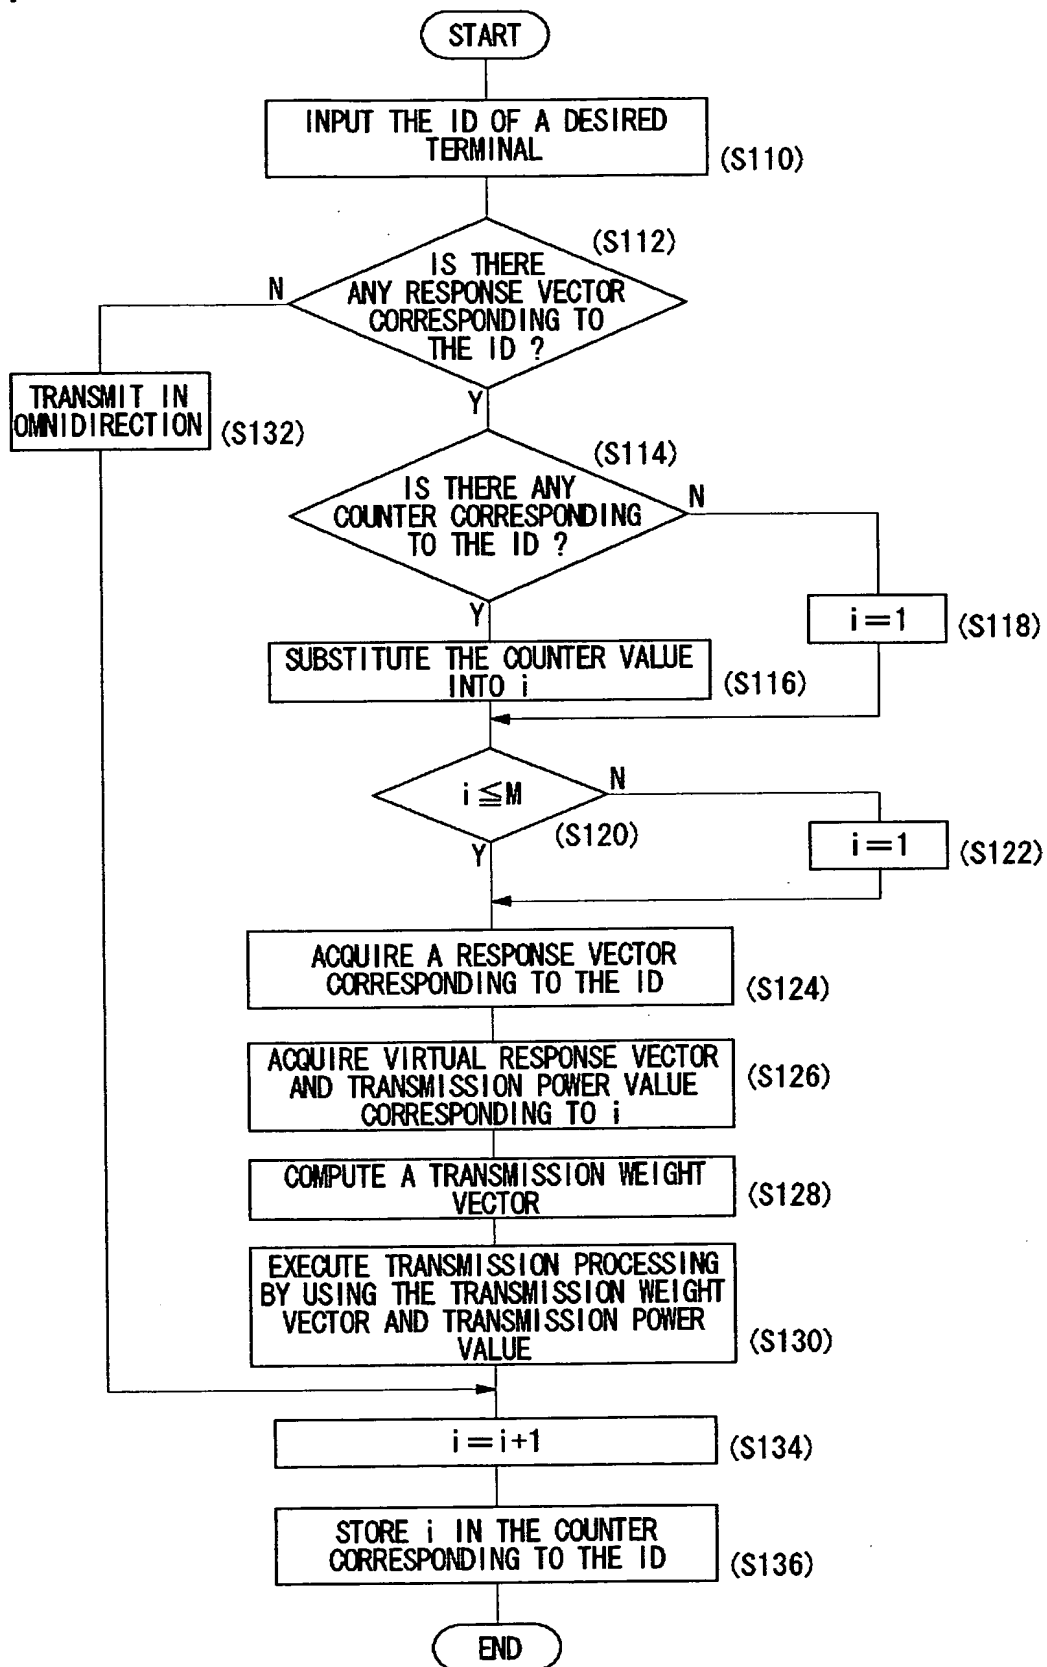 START
INPUT THE ID OF A DESIRED
TERMINAL
(S110)
(S112)
IS THERE
ANY RESPONSE VECTOR
CORRESPONDING TO
THE ID ?
N
Y
TRANSMIT IN
OMNIDIRECTION
(S132)
(S114)
IS THERE ANY
COUNTER CORRESPONDING
TO THE ID ?
N
Y
i=1
(S118)
SUBSTITUTE THE COUNTER VALUE
INTO i
(S116)
i≦M
N
(S120)
Y
i=1
(S122)
ACQUIRE A RESPONSE VECTOR
CORRESPONDING TO THE ID
(S124)
ACQUIRE VIRTUAL RESPONSE VECTOR
AND TRANSMISSION POWER VALUE
CORRESPONDING TO i
(S126)
COMPUTE A TRANSMISSION WEIGHT
VECTOR
(S128)
EXECUTE TRANSMISSION PROCESSING
BY USING THE TRANSMISSION WEIGHT
VECTOR AND TRANSMISSION POWER
VALUE
(S130)
i=i+1
(S134)
STORE i IN THE COUNTER
CORRESPONDING TO THE ID
(S136)
END